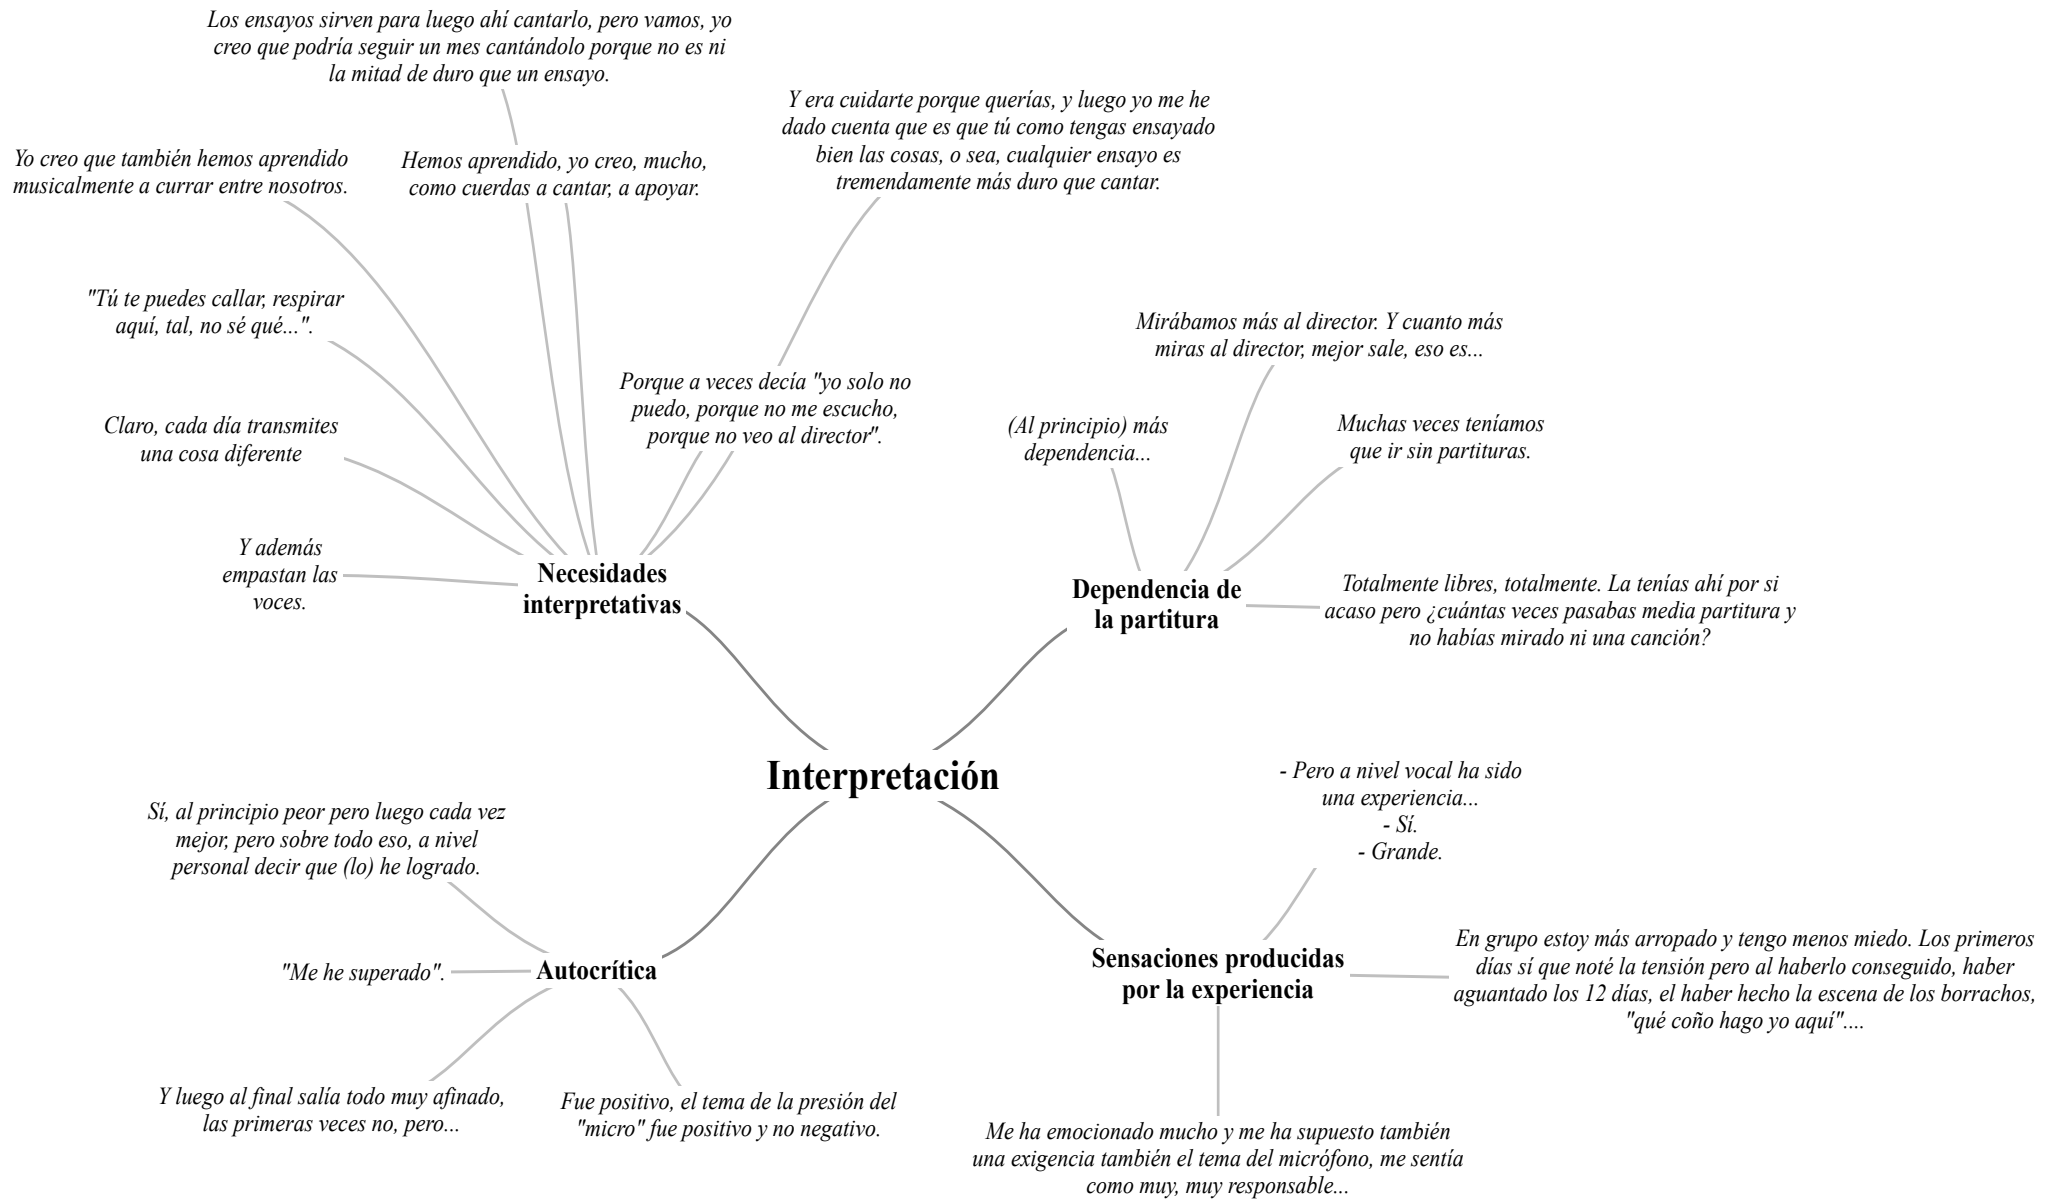 Los ensayos sirven para luego ahí cantarlo, pero vamos, yo
creo que podría seguir un mes cantándolo porque no es ni
la mitad de duro que un ensayo.
Y era cuidarte porque querías, y luego yo me he
dado cuenta que es que tú como tengas ensayado
bien las cosas, o sea, cualquier ensayo es
tremendamente más duro que cantar.
Yo creo que también hemos aprendido
musicalmente a currar entre nosotros.
Hemos aprendido, yo creo, mucho,
como cuerdas a cantar, a apoyar.
"Tú te puedes callar, respirar
aquí, tal, no sé qué...".
Porque a veces decía "yo solo no
puedo, porque no me escucho,
porque no veo al director".
Claro, cada día transmites
una cosa diferente
Y además
empastan las
voces.
Necesidades
interpretativas
Mirábamos más al director. Y cuanto más
miras al director, mejor sale, eso es...
(Al principio) más
dependencia...
Muchas veces teníamos
que ir sin partituras.
Dependencia de
la partitura
Totalmente libres, totalmente. La tenías ahí por si
acaso pero ¿cuántas veces pasabas media partitura y
no habías mirado ni una canción?
Interpretación
Sí, al principio peor pero luego cada vez
mejor, pero sobre todo eso, a nivel
personal decir que (lo) he logrado.
"Me he superado".
Autocrítica
Y luego al final salía todo muy afinado,
las primeras veces no, pero...
Fue positivo, el tema de la presión del
"micro" fue positivo y no negativo.
- Pero a nivel vocal ha sido
una experiencia...
- Sí.
- Grande.
Sensaciones producidas
por la experiencia
En grupo estoy más arropado y tengo menos miedo. Los primeros
días sí que noté la tensión pero al haberlo conseguido, haber
aguantado los 12 días, el haber hecho la escena de los borrachos,
"qué coño hago yo aquí"....
Me ha emocionado mucho y me ha supuesto también
una exigencia también el tema del micrófono, me sentía
como muy, muy responsable...